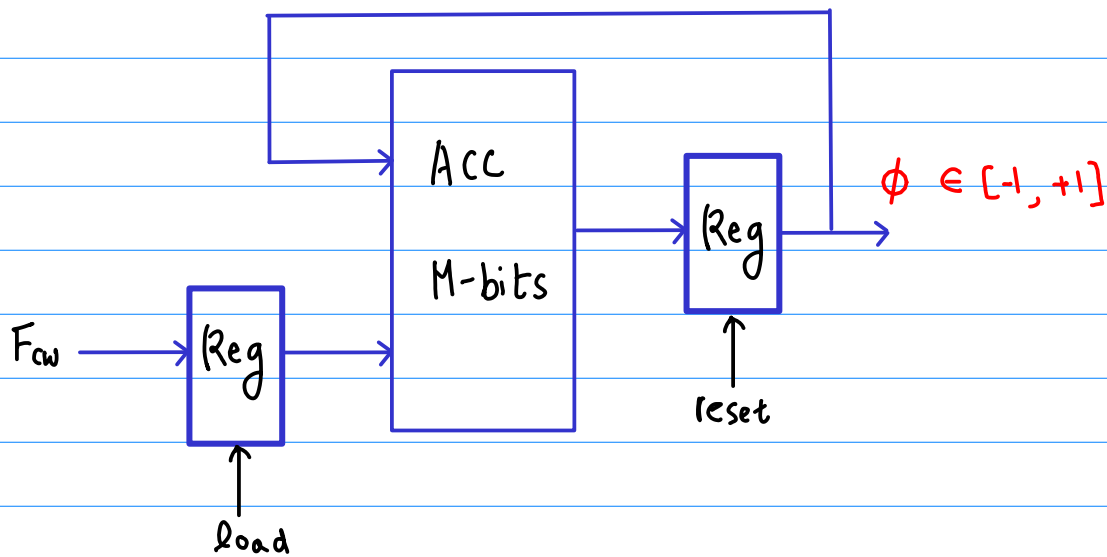 ACC
M-bits
Reg
ϕ ∈ [-1, +1]
Fcw
Reg
reset
load